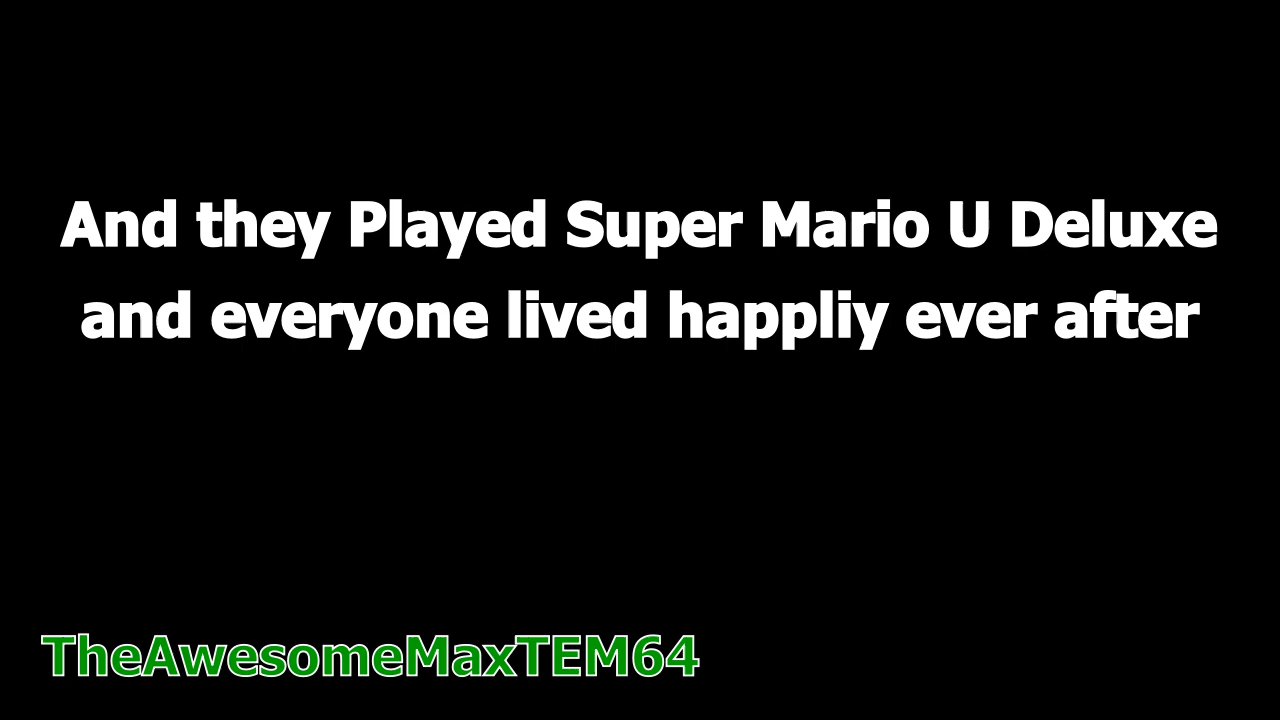 And they Played Super Mario U Deluxe
and everyone lived happliy ever after
TheAwesomeMaxTEM64